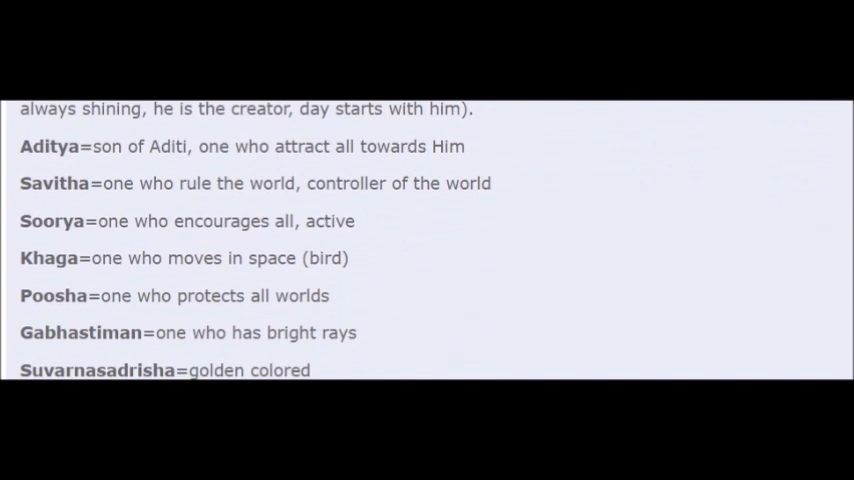 always shining, he is the creator, day starts with him).
Aditya=son of Aditi, one who attract all towards Him
Savitha=one who rule the world, controller of the world
Soorya=one who encourages all, active
Khaga=one who moves in space (bird)
Poosha=one who protects all worlds
Gabhastiman=one who has bright rays
Suvarnasadrisha=golden colored